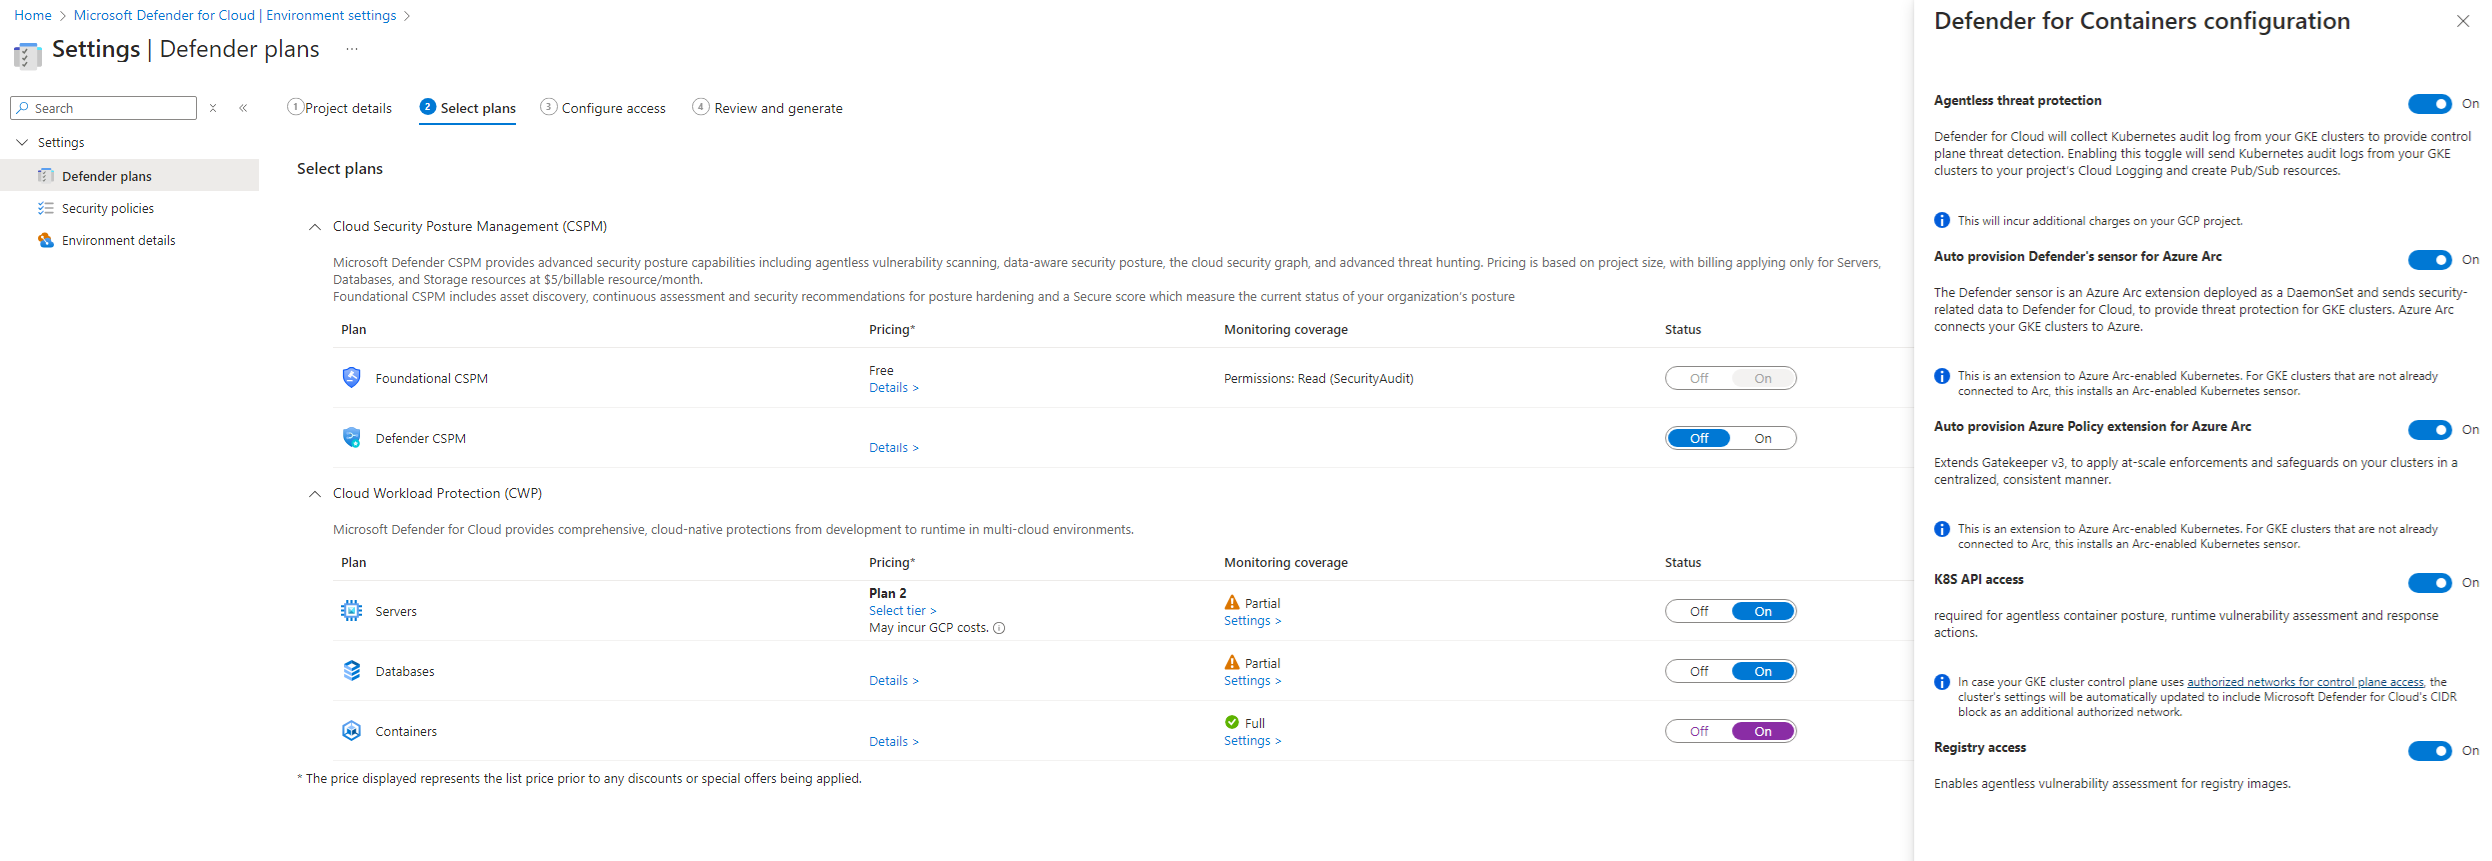 Home > Microsoft Defender for Cloud | Environment settings >
Settings | Defender plans ...
Search
Settings
Defender plans
Security policies
Environment details
1 Project details
2 Select plans
3 Configure access
4 Review and generate
Select plans
Cloud Security Posture Management (CSPM)
Microsoft Defender CSPM provides advanced security posture capabilities including agentless vulnerability scanning, data-aware security posture, the cloud security graph, and advanced threat hunting. Pricing is based on project size, with billing applying only for Servers,
Databases, and Storage resources at $5/billable resource/month.
Foundational CSPM includes asset discovery, continuous assessment and security recommendations for posture hardening and a Secure score which measure the current status of your organization's posture
Plan Pricing* Monitoring coverage Status
Foundational CSPM Free Permissions: Read (SecurityAudit) Off On
Details >
Defender CSPM Off On
Details >
Cloud Workload Protection (CWP)
Microsoft Defender for Cloud provides comprehensive, cloud-native protections from development to runtime in multi-cloud environments.
Plan Pricing* Monitoring coverage Status
Plan 2
Servers Select tier > Partial Off On
May incur GCP costs. Settings >
Databases Partial Off On
Details > Settings >
Containers Full Off On
Details > Settings >
* The price displayed represents the list price prior to any discounts or special offers being applied.
Defender for Containers configuration
Agentless threat protection On
Defender for Cloud will collect Kubernetes audit log from your GKE clusters to provide control
plane threat detection. Enabling this toggle will send Kubernetes audit logs from your GKE
clusters to your project's Cloud Logging and create Pub/Sub resources.
This will incur additional charges on your GCP project.
Auto provision Defender's sensor for Azure Arc On
The Defender sensor is an Azure Arc extension deployed as a DaemonSet and sends security-
related data to Defender for Cloud, to provide threat protection for GKE clusters. Azure Arc
connects your GKE clusters to Azure.
This is an extension to Azure Arc-enabled Kubernetes. For GKE clusters that are not already
connected to Arc, this installs an Arc-enabled Kubernetes sensor.
Auto provision Azure Policy extension for Azure Arc On
Extends Gatekeeper v3, to apply at-scale enforcements and safeguards on your clusters in a
centralized, consistent manner.
This is an extension to Azure Arc-enabled Kubernetes. For GKE clusters that are not already
connected to Arc, this installs an Arc-enabled Kubernetes sensor.
K8S API access On
required for agentless container posture, runtime vulnerability assessment and response
actions.
In case your GKE cluster control plane uses authorized networks for control plane access, the
cluster's settings will be automatically updated to include Microsoft Defender for Cloud's CIDR
block as an additional authorized network.
Registry access On
Enables agentless vulnerability assessment for registry images.